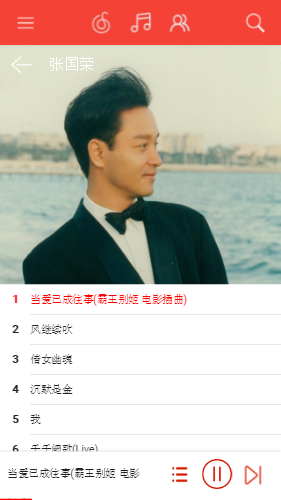 张国荣
1 当爱已成往事(霸王别姬 电影插曲)
2 风继续吹
3 倩女幽魂
4 沉默是金
5 我
6 千千阙歌(Live)
当爱已成往事(霸王别姬 电影